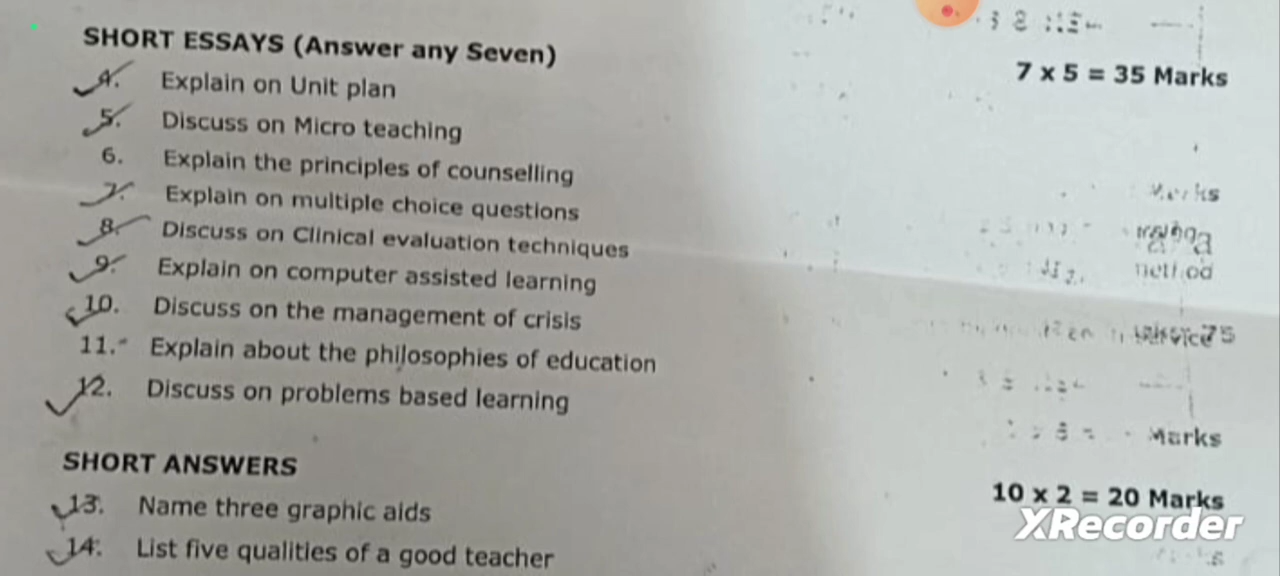 SHORT ESSAYS (Answer any Seven)
7 x 5 = 35 Marks
4. Explain on Unit plan
5. Discuss on Micro teaching
6. Explain the principles of counselling
7. Explain on multiple choice questions
8. Discuss on Clinical evaluation techniques
9. Explain on computer assisted learning
10. Discuss on the management of crisis
11. Explain about the philosophies of education
12. Discuss on problems based learning
Marks
SHORT ANSWERS
10 x 2 = 20 Marks
13. Name three graphic aids
XRecorder
14. List five qualities of a good teacher